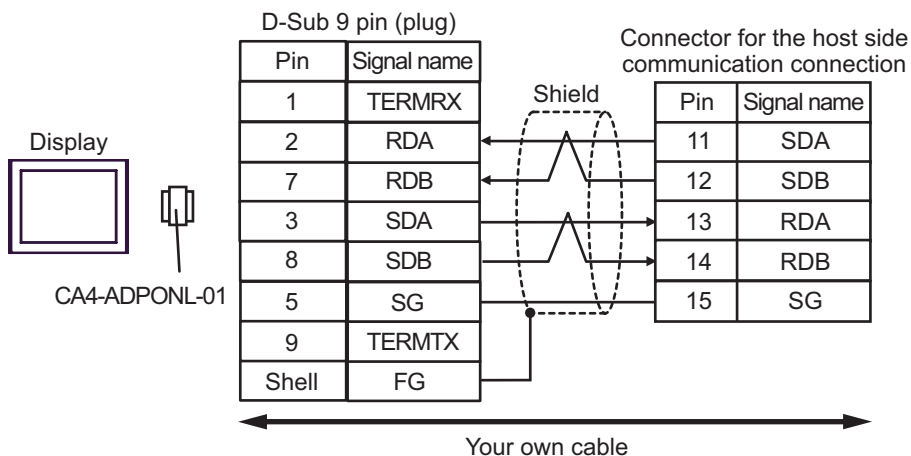 D-Sub 9 pin (plug)
Connector for the host side
communication connection
Pin Signal name
1 TERMRX
2 RDA
7 RDB
3 SDA
8 SDB
5 SG
9 TERMTX
Shell FG
Shield
Pin Signal name
11 SDA
12 SDB
13 RDA
14 RDB
15 SG
Display
CA4-ADPONL-01
Your own cable